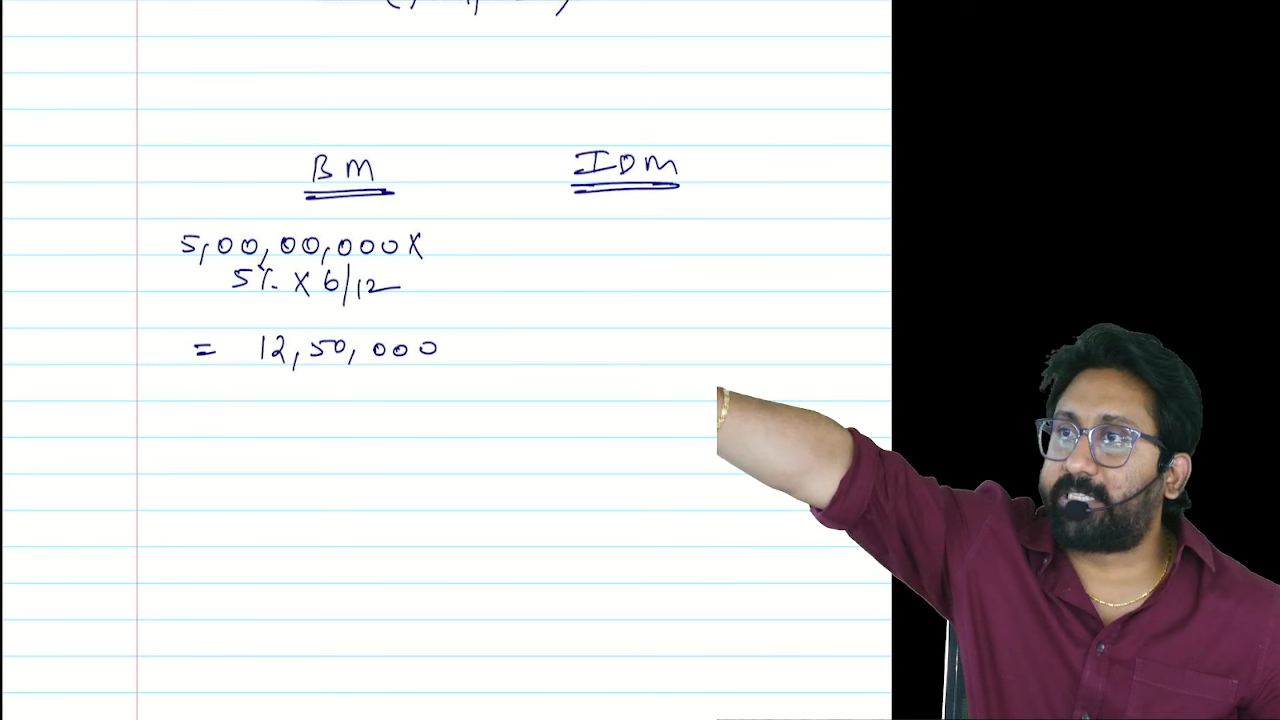 BM IDM
5,00,00,000 X
5% X 6/12
= 12,50,000